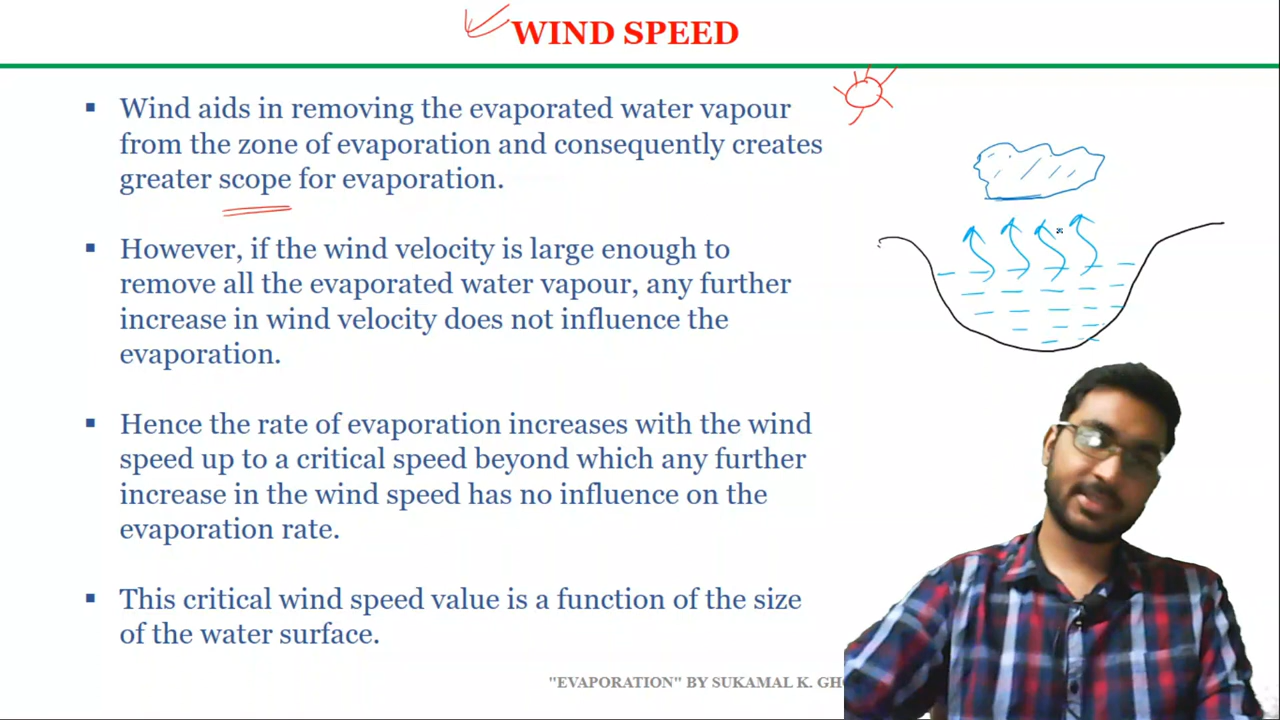 WIND SPEED
▪ Wind aids in removing the evaporated water vapour
from the zone of evaporation and consequently creates
greater scope for evaporation.
▪ However, if the wind velocity is large enough to
remove all the evaporated water vapour, any further
increase in wind velocity does not influence the
evaporation.
▪ Hence the rate of evaporation increases with the wind
speed up to a critical speed beyond which any further
increase in the wind speed has no influence on the
evaporation rate.
▪ This critical wind speed value is a function of the size
of the water surface.
"EVAPORATION" BY SUKAMAL K.